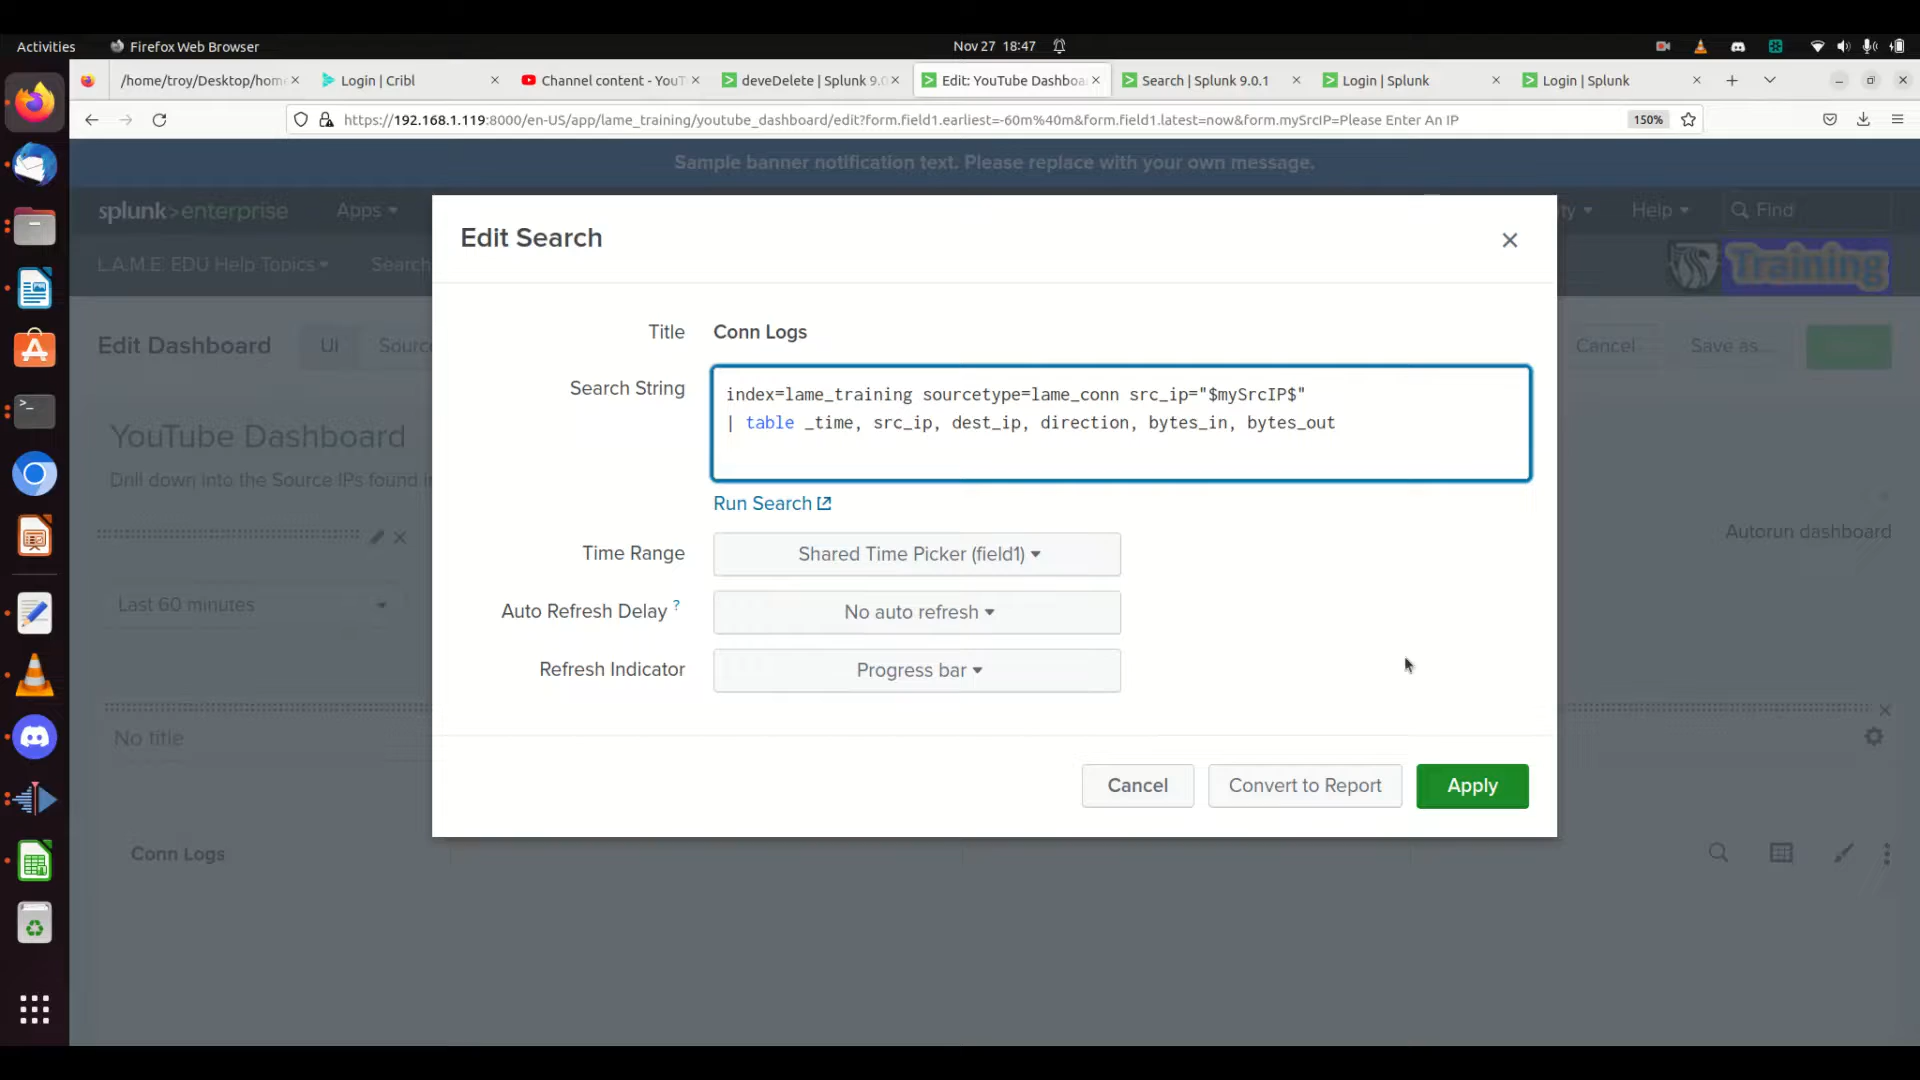 Activities Firefox Web Browser Nov 27 18:47
/home/troy/Desktop/hom Login | Cribl Channel content - YouT deveDelete | Splunk 9.0 Edit: YouTube Dashboa Search | Splunk 9.0.1 Login | Splunk Login | Splunk
https://192.168.1.119:8000/en-US/app/lame_training/youtube_dashboard/edit?form.field1.earliest=-60m%40m&form.field1.latest=now&form.mySrcIP=Please Enter An IP 150%
Sample banner notification text. Please replace with your own message.
splunk>enterprise Apps ty Help Find
L.A.M.E. EDU Help Topics Search Training
Edit Search
Title Conn Logs
Edit Dashboard UI Source Cancel Save as...
Search String index=lame_training sourcetype=lame_conn src_ip="$mySrcIP$"
| table _time, src_ip, dest_ip, direction, bytes_in, bytes_out
YouTube Dashboard
Drill down into the Source IPs found i
Run Search
Autorun dashboard
Time Range Shared Time Picker (field1)
Last 60 minutes
Auto Refresh Delay ? No auto refresh
Refresh Indicator Progress bar
No title
Cancel Convert to Report Apply
Conn Logs